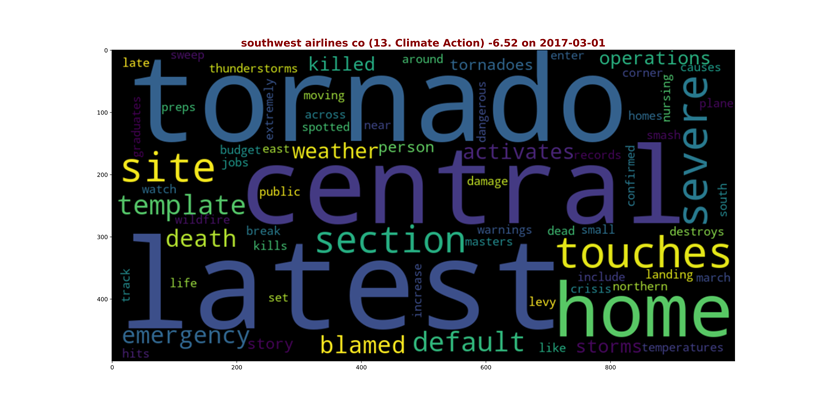 southwest airlines co (13. Climate Action) -6.52 on 2017-03-01
0
100
200
300
400
0
200
400
600
800
late
sweep
thunderstorms
killed
around
tornadoes
enter
operations
causes
corner
tornado
graduates
preps
extremely
moving
across
spotted
near
dangerous
homes
nursing
plane
smash
severe
budget
east
jobs
weather
person
activates
records
confirmed
site
watch
template
wildfire
public
central
damage
south
death
break
kills
section
masters
warnings
dead
small
destroys
touches
latest
track
life
set
increase
levy
include
crisis
northern
landing
march
home
emergency
hits
story
blamed
default
like
storms
temperatures